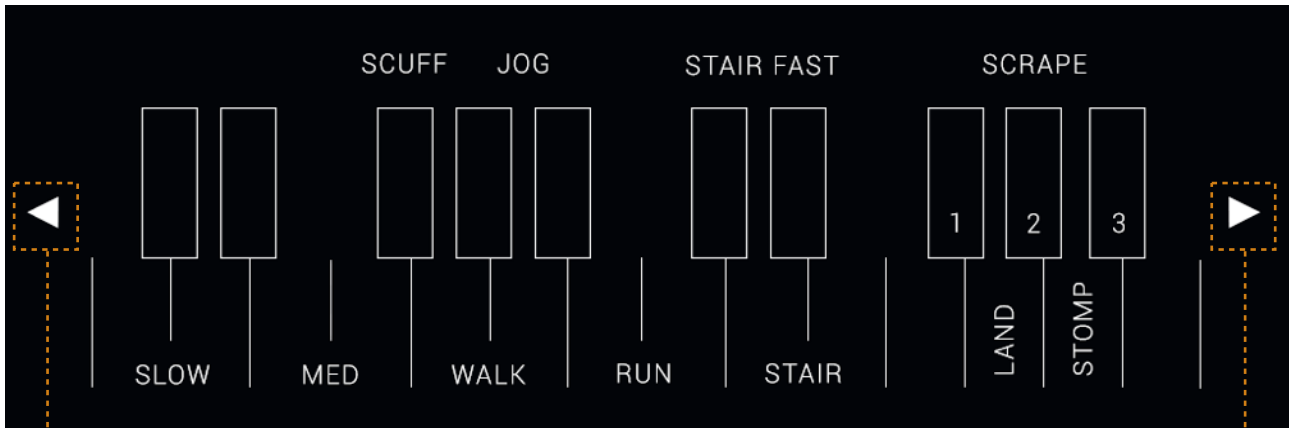 SCUFF JOG STAIR FAST SCRAPE
1 2 3
LAND STOMP
SLOW MED WALK RUN STAIR